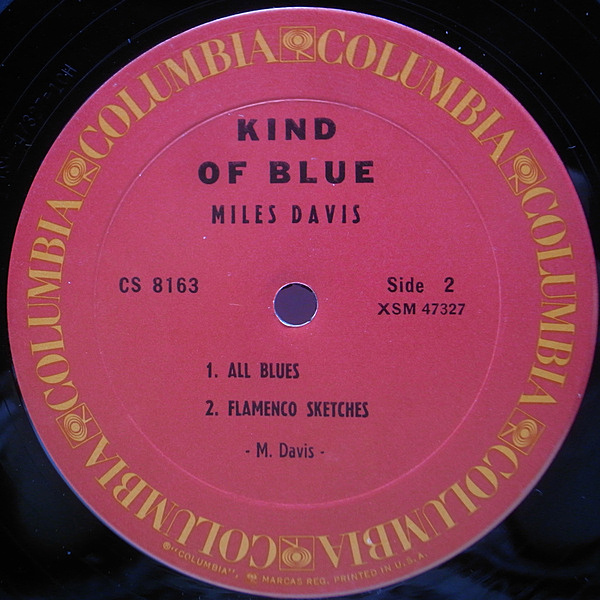 COLUMBIA COLUMBIA COLUMBIA COLUMBIA COLUMBIA COLUMBIA
KIND
OF BLUE
MILES DAVIS
CS 8163
Side 2
XSM 47327
1. ALL BLUES
2. FLAMENCO SKETCHES
- M. Davis -
® "COLUMBIA", MARCAS REG. PRINTED IN U.S.A.